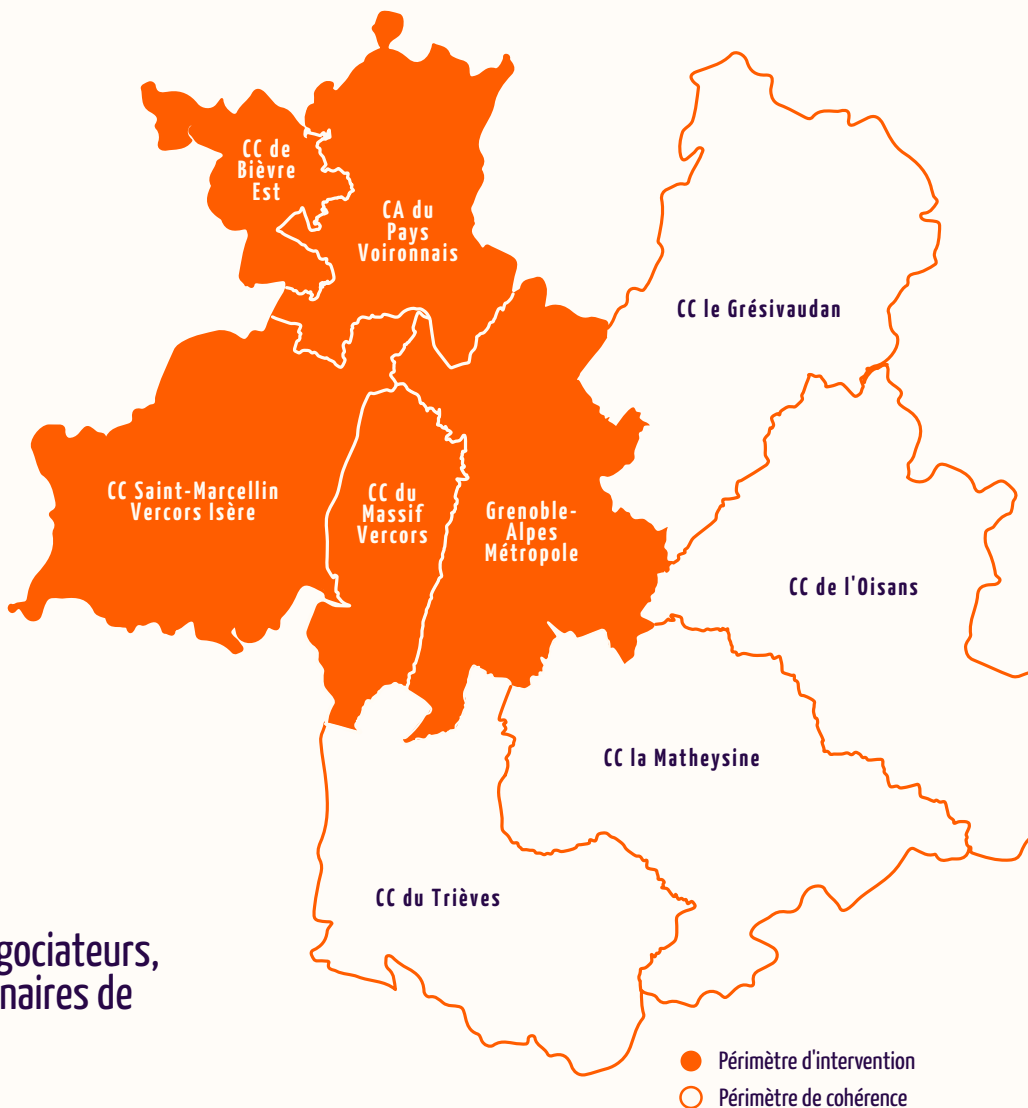 CC de
Bièvre
Est
CA du
Pays
Voironnais
CC le Grésivaudan
CC Saint-Marcellin
Vercors Isère
CC du
Massif
Vercors
Grenoble-
Alpes
Métropole
CC de l'Oisans
CC la Matheysine
CC du Trièves
gociateurs,
naires de
Périmètre d'intervention
Périmètre de cohérence